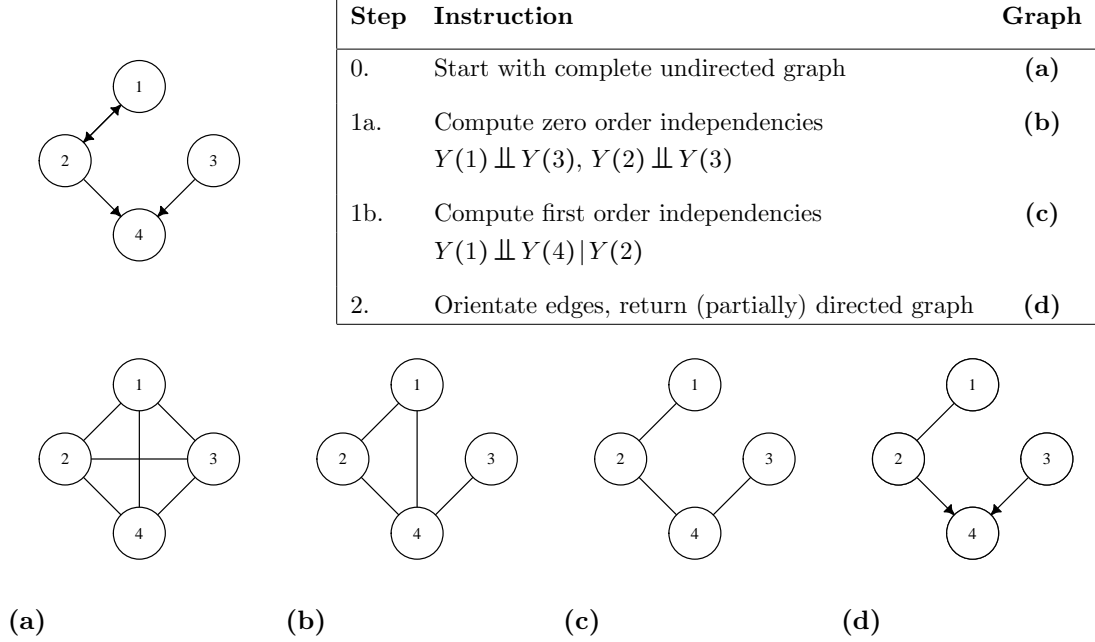 1
2
3
4
Step Instruction Graph
0. Start with complete undirected graph (a)
1a. Compute zero order independencies (b)
Y(1) ⫫ Y(3), Y(2) ⫫ Y(3)
1b. Compute first order independencies (c)
Y(1) ⫫ Y(4) | Y(2)
2. Orientate edges, return (partially) directed graph (d)
1 1 1 1
2 3 2 3 2 3 2 3
4 4 4 4
(a) (b) (c) (d)